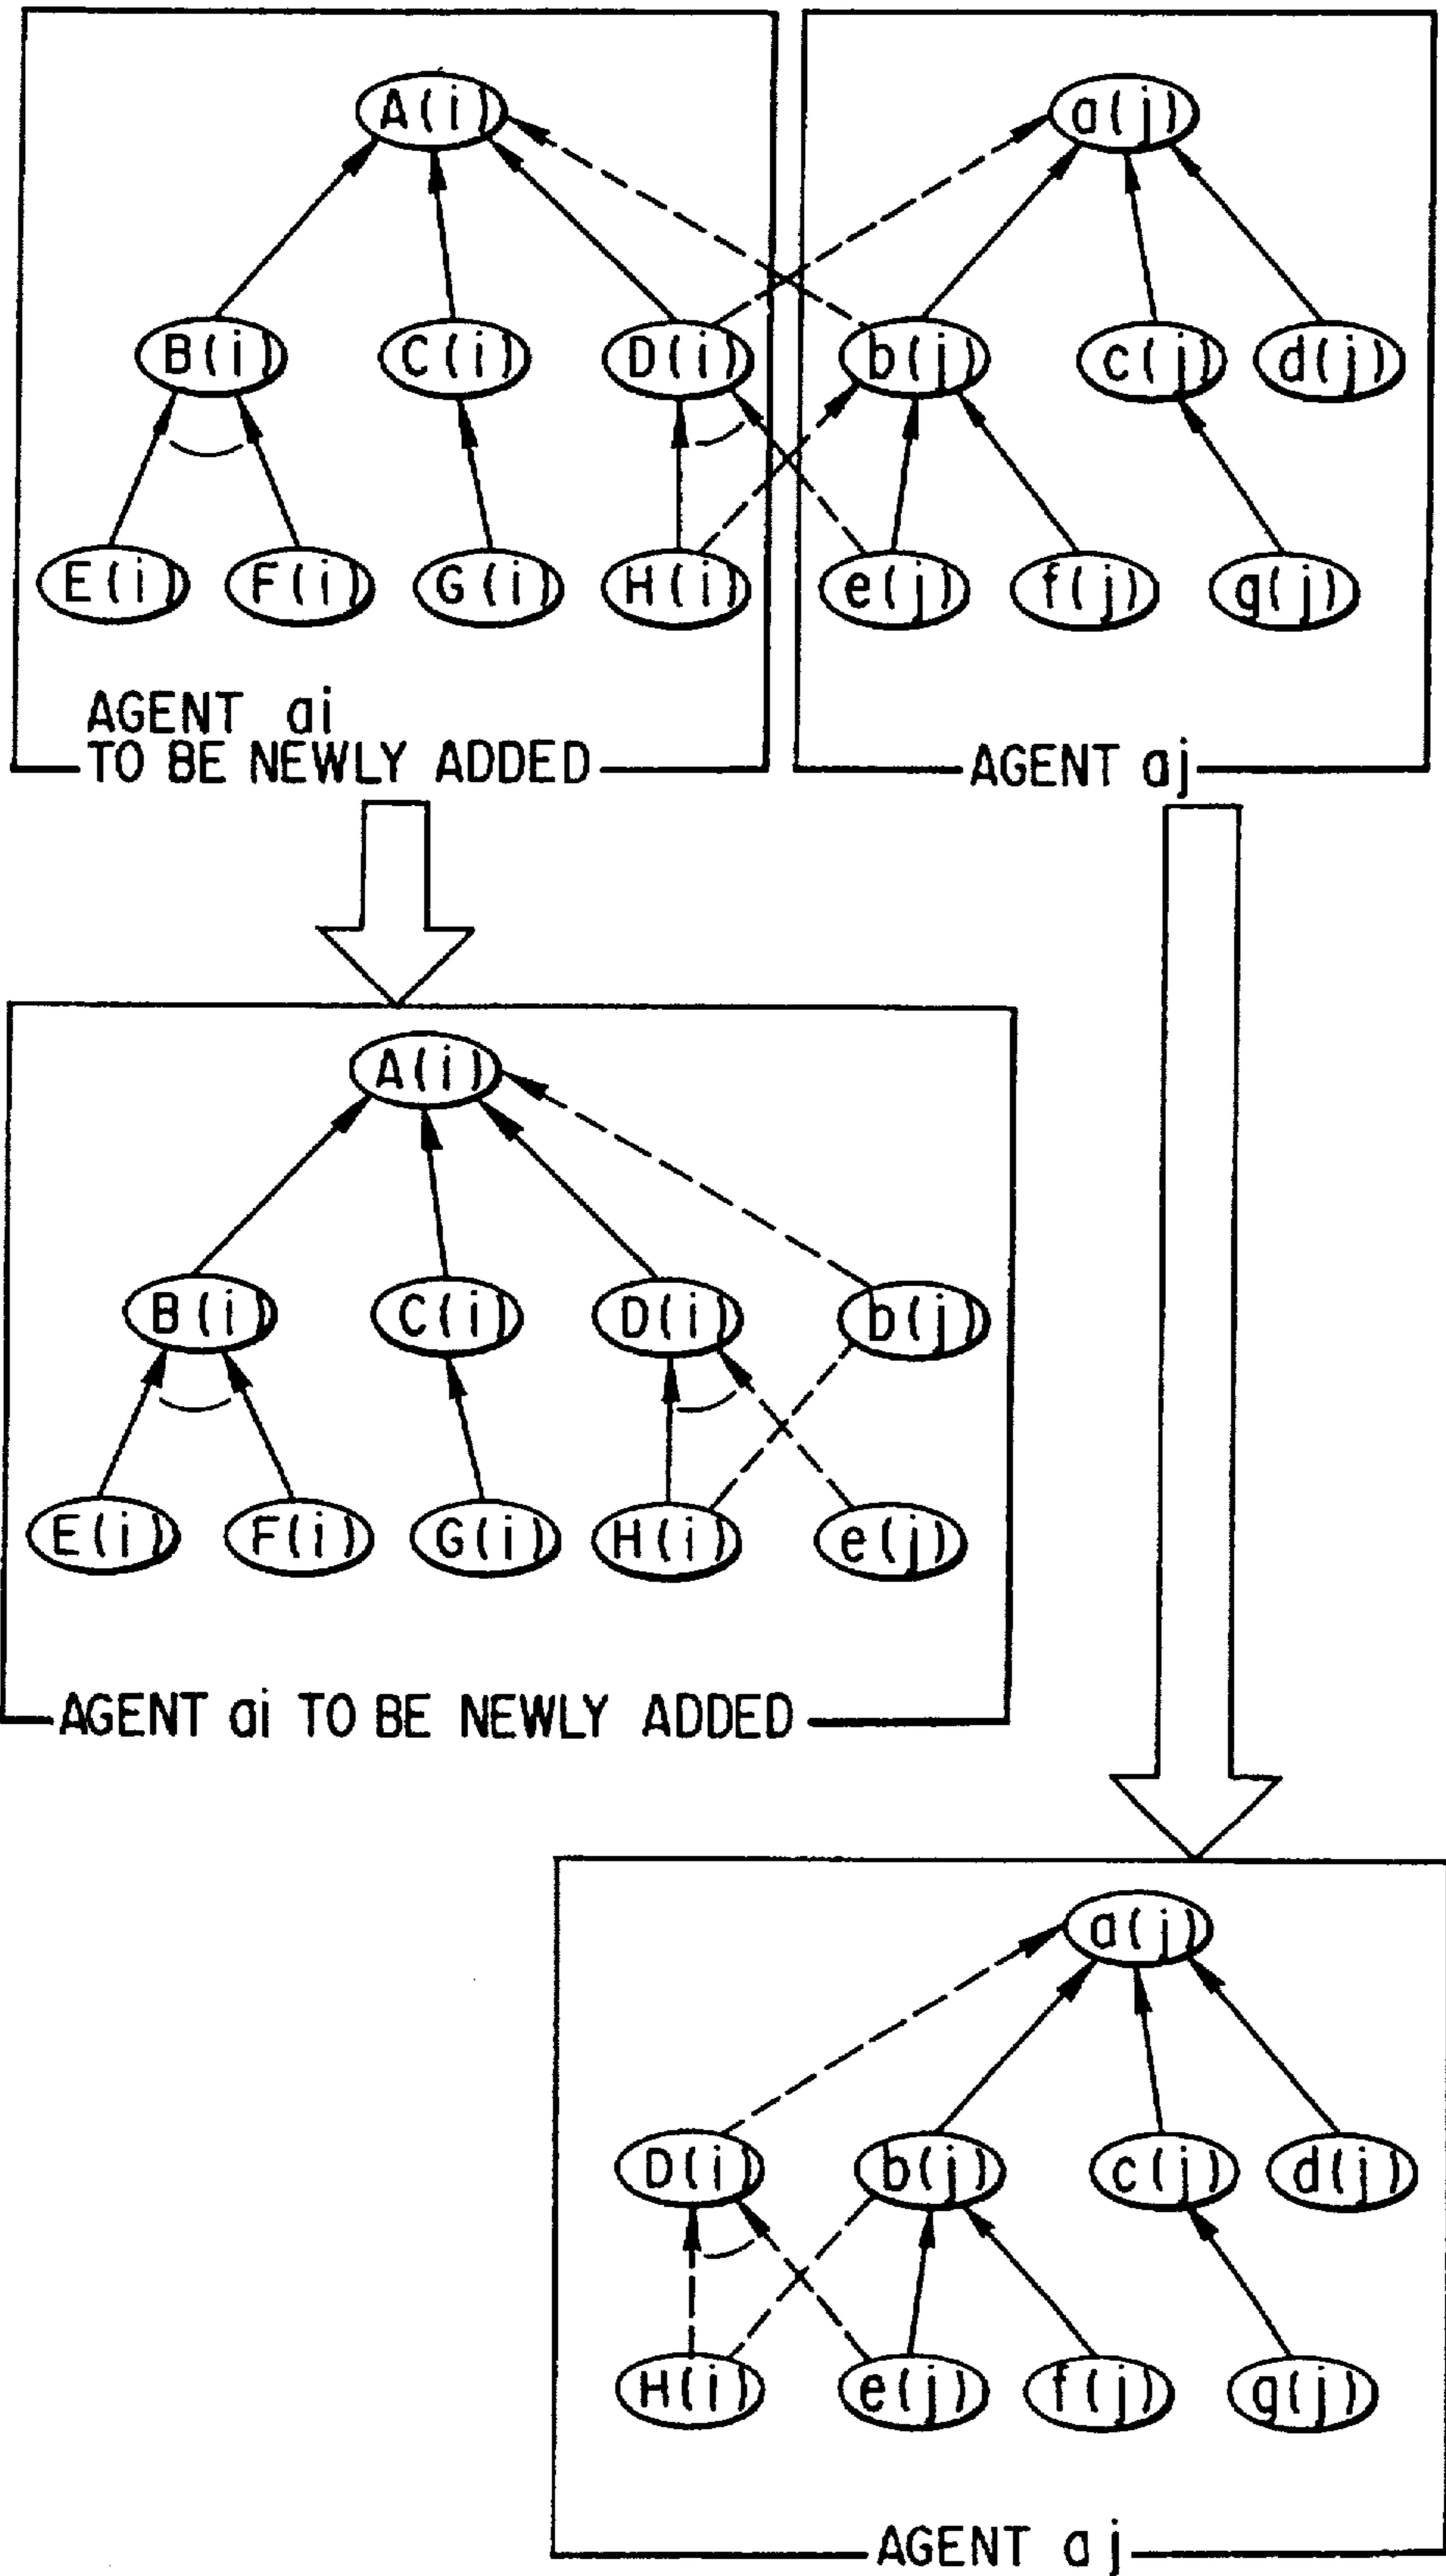 A(i) a(j)
B(i) C(i) D(i) b(j) c(j) d(j)
E(i) F(i) G(i) H(i) e(j) f(j) g(j)
AGENT ai
TO BE NEWLY ADDED
AGENT aj
A(i)
B(i) C(i) D(i) b(j)
E(i) F(i) G(i) H(i) e(j)
AGENT ai TO BE NEWLY ADDED
a(j)
D(i) b(j) c(j) d(j)
H(i) e(j) f(j) g(j)
AGENT aj